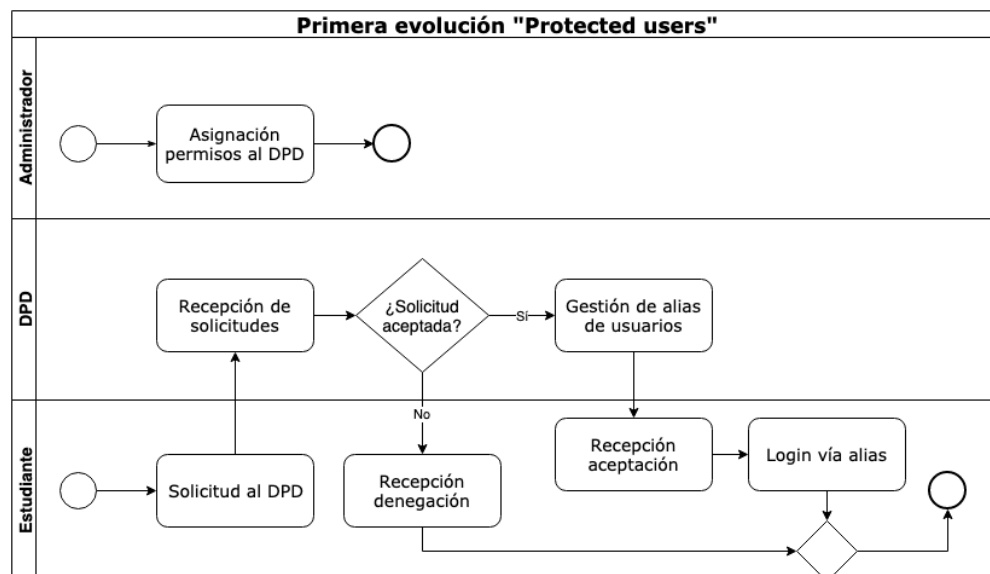 Primera evolución "Protected users"
Administrador
Asignación
permisos al DPD
DPD
Recepción de
solicitudes
¿Solicitud
aceptada?
Sí
Gestión de alias
de usuarios
No
Estudiante
Solicitud al DPD
Recepción
denegación
Recepción
aceptación
Login vía alias